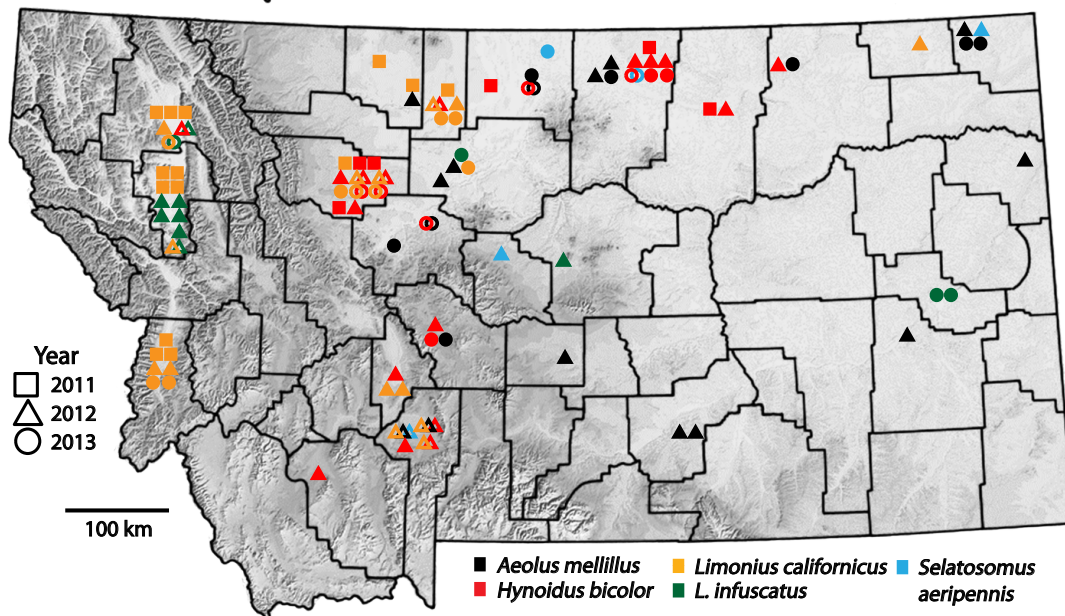 Year
2011
2012
2013
100 km
Aeolus mellillus
Hynoidus bicolor
Limonius californicus
L. infuscatus
Selatosomus
aeripennis